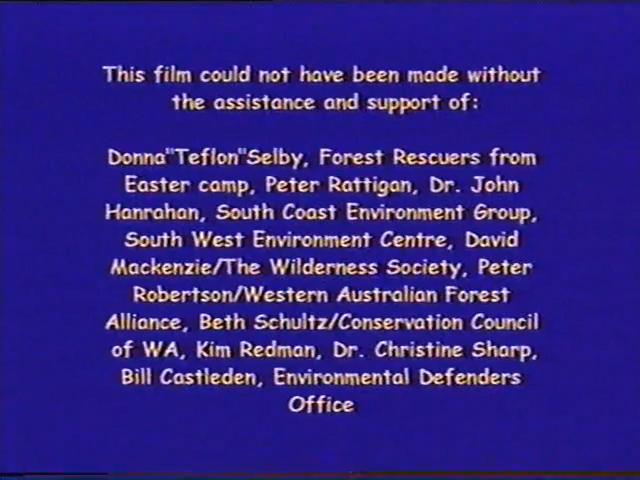 This film could not have been made without
the assistance and support of:
Donna"Teflon"Selby, Forest Rescuers from
Easter camp, Peter Rattigan, Dr. John
Hanrahan, South Coast Environment Group,
South West Environment Centre, David
Mackenzie/The Wilderness Society, Peter
Robertson/Western Australian Forest
Alliance, Beth Schultz/Conservation Council
of WA, Kim Redman, Dr. Christine Sharp,
Bill Castleden, Environmental Defenders
Office